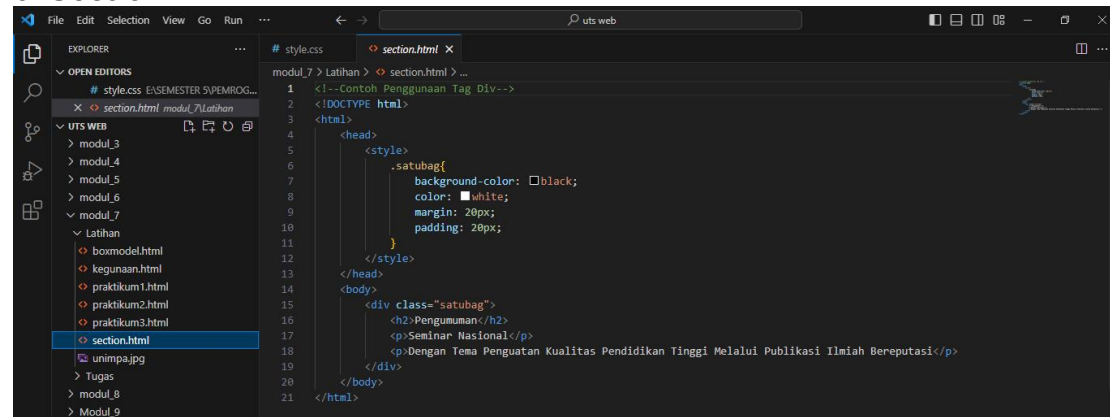 File Edit Selection View Go Run ... uts web
EXPLORER ...
OPEN EDITORS
# style.css E:\SEMESTER 5\PEMROG...
section.html modul_7\Latihan
UTS WEB
modul_3
modul_4
modul_5
modul_6
modul_7
Latihan
boxmodel.html
kegunaan.html
praktikum1.html
praktikum2.html
praktikum3.html
section.html
unimpa.jpg
Tugas
modul_8
Modul_9
# style.css section.html
modul_7 > Latihan > section.html > ...
1 <!--Contoh Penggunaan Tag Div-->
2 <!DOCTYPE html>
3 <html>
4 <head>
5 <style>
6 .satubag{
7 background-color: black;
8 color: white;
9 margin: 20px;
10 padding: 20px;
11 }
12 </style>
13 </head>
14 <body>
15 <div class="satubag">
16 <h2>Pengumuman</h2>
17 <p>Seminar Nasional</p>
18 <p>Dengan Tema Penguatan Kualitas Pendidikan Tinggi Melalui Publikasi Ilmiah Bereputasi</p>
19 </div>
20 </body>
21 </html>